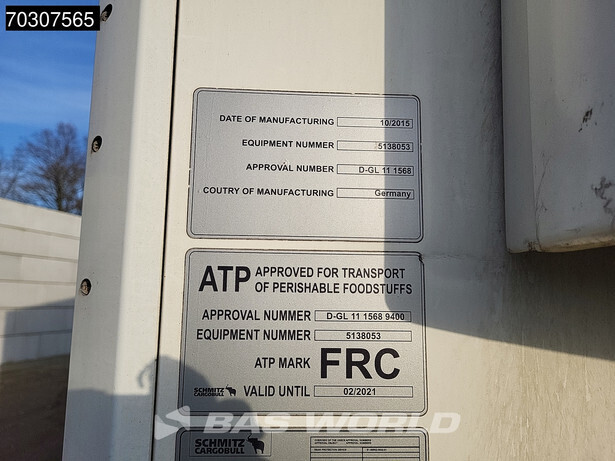 70307565
DATE OF MANUFACTURING 10/2015
EQUIPMENT NUMMER 5138053
APPROVAL NUMBER D-GL 11 1568
COUTRY OF MANUFACTURING Germany
ATP APPROVED FOR TRANSPORT
OF PERISHABLE FOODSTUFFS
APPROVAL NUMMER D-GL 11 1568 9400
EQUIPMENT NUMMER 5138053
ATP MARK FRC
SCHMITZ
CARGOBULL VALID UNTIL 02/2021
BAS WORLD
SCHMITZ
CARGOBULL